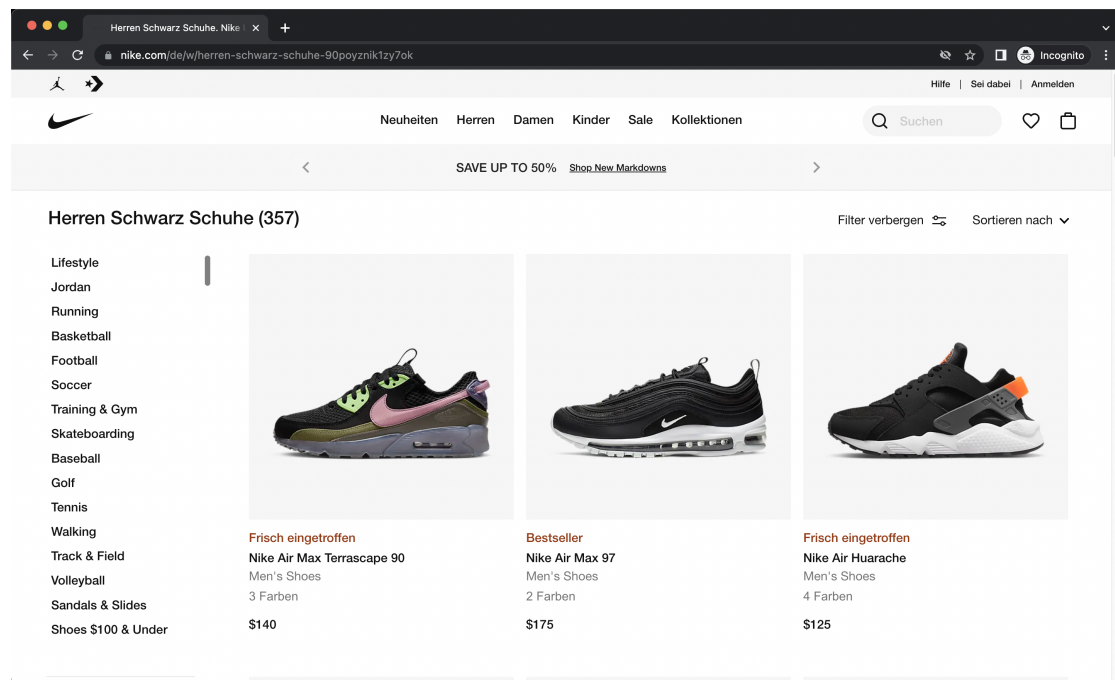 Herren Schwarz Schuhe. Nike
nike.com/de/w/herren-schwarz-schuhe-90poyznik1zy7ok
Incognito
Hilfe | Sei dabei | Anmelden
Neuheiten Herren Damen Kinder Sale Kollektionen
Suchen
SAVE UP TO 50% Shop New Markdowns
Herren Schwarz Schuhe (357)
Filter verbergen
Sortieren nach
Lifestyle
Jordan
Running
Basketball
Football
Soccer
Training & Gym
Skateboarding
Baseball
Golf
Tennis
Walking
Track & Field
Volleyball
Sandals & Slides
Shoes $100 & Under
Frisch eingetroffen
Nike Air Max Terrascape 90
Men's Shoes
3 Farben
$140
Bestseller
Nike Air Max 97
Men's Shoes
2 Farben
$175
Frisch eingetroffen
Nike Air Huarache
Men's Shoes
4 Farben
$125